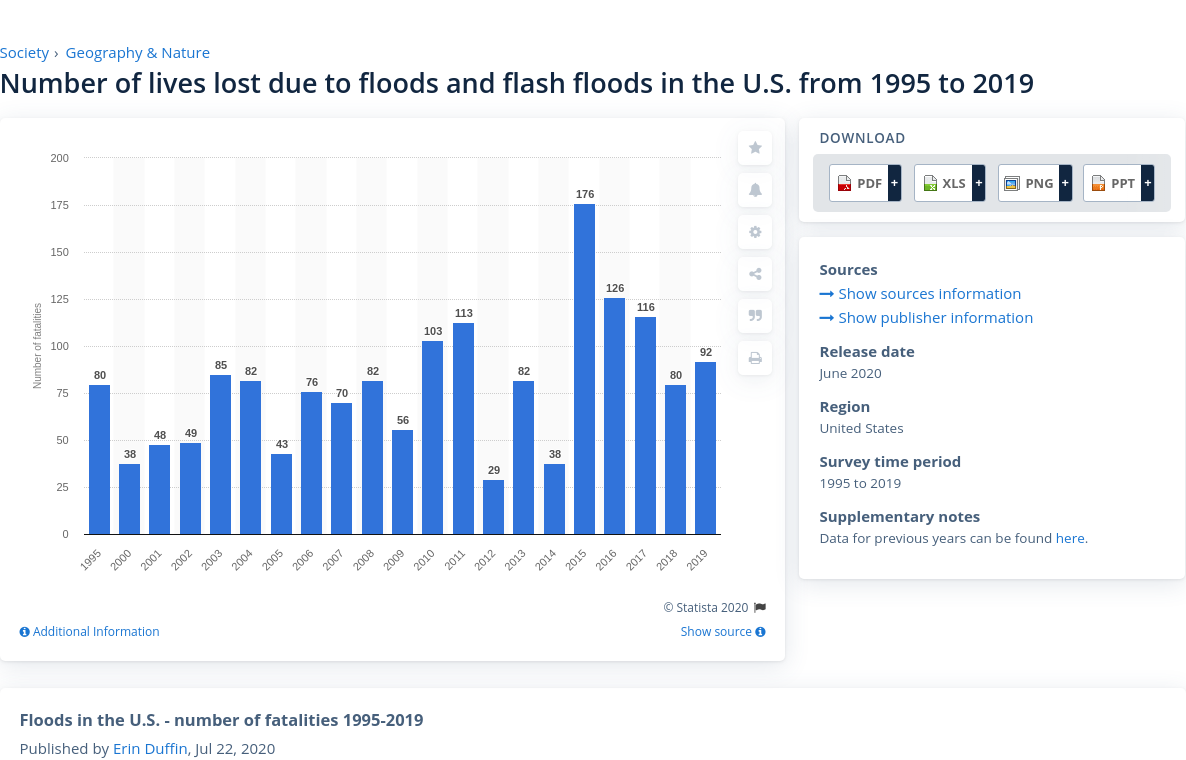 Society › Geography & Nature
Number of lives lost due to floods and flash floods in the U.S. from 1995 to 2019
Number of fatalities
200
175
150
125
100
75
50
25
0
80
38
48
49
85
82
43
76
70
82
56
103
113
29
82
38
176
126
116
80
92
1995
2000
2001
2002
2003
2004
2005
2006
2007
2008
2009
2010
2011
2012
2013
2014
2015
2016
2017
2018
2019
© Statista 2020
Additional Information
Show source
DOWNLOAD
PDF + XLS + PNG + PPT +
Sources
Show sources information
Show publisher information
Release date
June 2020
Region
United States
Survey time period
1995 to 2019
Supplementary notes
Data for previous years can be found here.
Floods in the U.S. - number of fatalities 1995-2019
Published by Erin Duffin, Jul 22, 2020